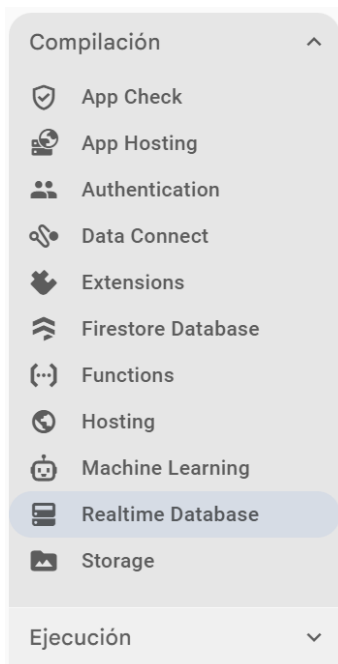 Compilación
App Check
App Hosting
Authentication
Data Connect
Extensions
Firestore Database
Functions
Hosting
Machine Learning
Realtime Database
Storage
Ejecución